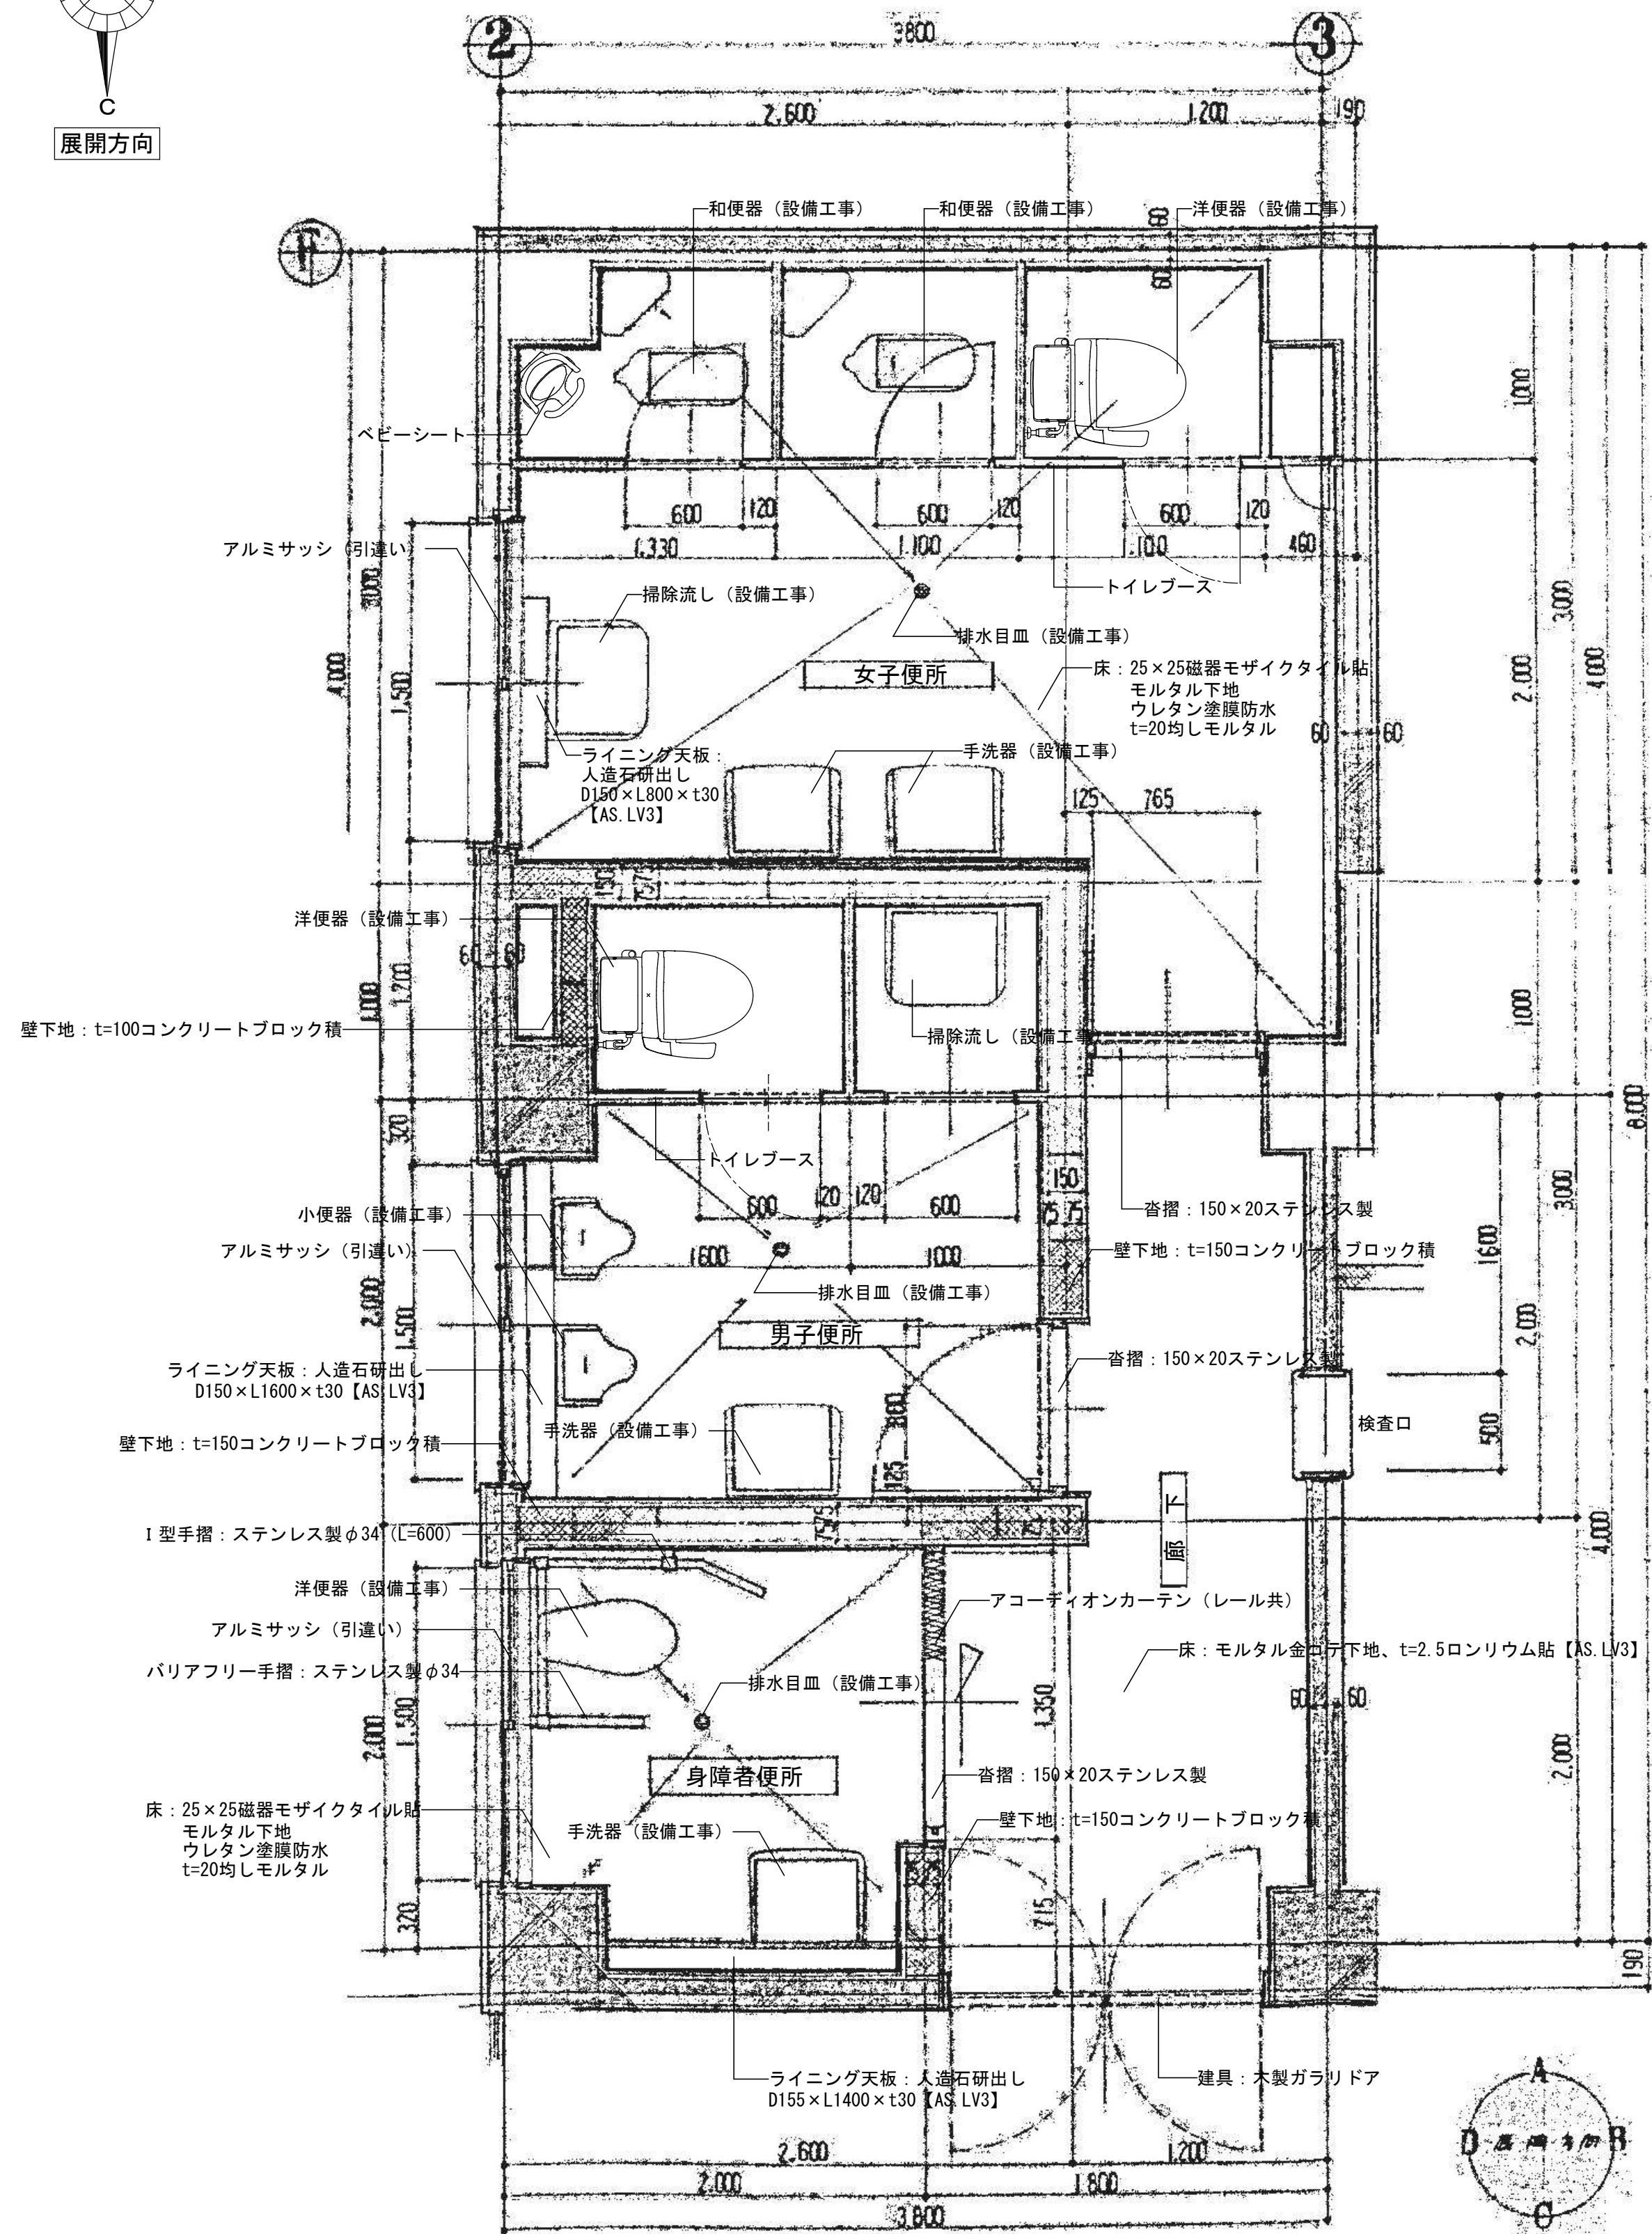 C
展開方向
2
3800
3
2,600
1,200
190
F
和便器（設備工事）
和便器（設備工事）
洋便器（設備工事）
60
60
ベビーシート
1,000
600
120
600
120
600
120
1,330
1,100
1,100
460
アルミサッシ（引違い）
3,000
掃除流し（設備工事）
トイレブース
3,000
排水目皿（設備工事）
女子便所
床：25×25磁器モザイクタイル貼
モルタル下地
ウレタン塗膜防水
t=20均しモルタル
4,000
1,500
2,000
4,000
60
60
ライニング天板：
人造石研出し
D150×L800×t30
【AS.LV3】
手洗器（設備工事）
125
765
150
7575
洋便器（設備工事）
60
60
1,000
1,200
1,000
掃除流し（設備工事
壁下地：t=100コンクリートブロック積
8,000
320
トイレブース
600
120
120
600
150
75
75
沓摺：150×20ステンレス製
3,000
小便器（設備工事）
アルミサッシ（引違い）
1600
1000
壁下地：t=150コンクリートブロック積
1600
排水目皿（設備工事）
2,000
1,500
男子便所
2,000
沓摺：150×20ステンレス製
ライニング天板：人造石研出し
D150×L1600×t30【AS.LV3】
800
手洗器（設備工事）
検査口
500
壁下地：t=150コンクリートブロック積
125
廊下
7575
75
I型手摺：ステンレス製φ34（L=600）
4,000
洋便器（設備工事）
アコーディオンカーテン（レール共）
アルミサッシ（引違い）
床：モルタル金コテ下地、t=2.5ロンリウム貼【AS.LV3】
バリアフリー手摺：ステンレス製φ34
排水目皿（設備工事）
1,350
60
60
2,000
1,500
2,000
身障者便所
沓摺：150×20ステンレス製
床：25×25磁器モザイクタイル貼
モルタル下地
ウレタン塗膜防水
t=20均しモルタル
手洗器（設備工事）
壁下地：t=150コンクリートブロック積
320
715
190
ライニング天板：人造石研出し
D155×L1400×t30【AS.LV3】
建具：木製ガラリドア
A
D
展開方向
B
C
2,600
1,200
2,000
1,800
3,800